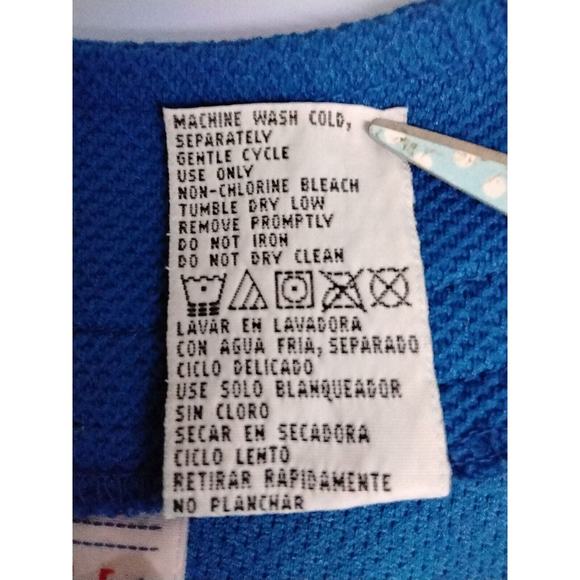 MACHINE WASH COLD,
SEPARATELY
GENTLE CYCLE
USE ONLY
NON-CHLORINE BLEACH
TUMBLE DRY LOW
REMOVE PROMPTLY
DO NOT IRON
DO NOT DRY CLEAN
LAVAR EN LAVADORA
CON AGUA FRIA, SEPARADO
CICLO DELICADO
USE SOLO BLANQUEADOR
SIN CLORO
SECAR EN SECADORA
CICLO LENTO
RETIRAR RAPIDAMENTE
NO PLANCHAR